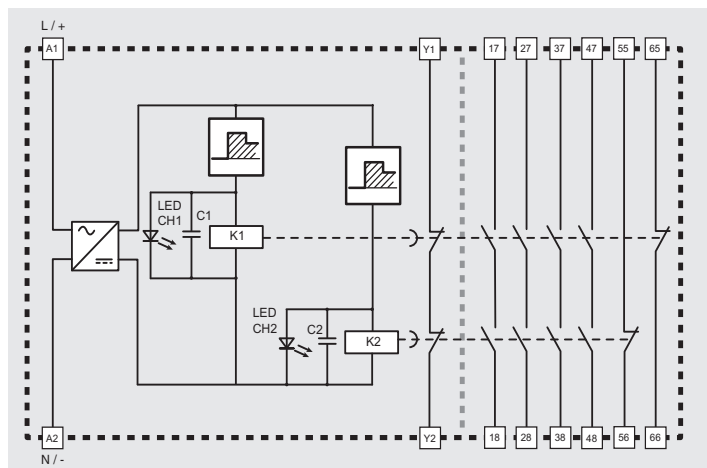 L / +
A1
Y1
17
27
37
47
55
65
LED
CH1
C1
K1
LED
CH2
C2
K2
A2
Y2
18
28
38
48
56
66
N / -